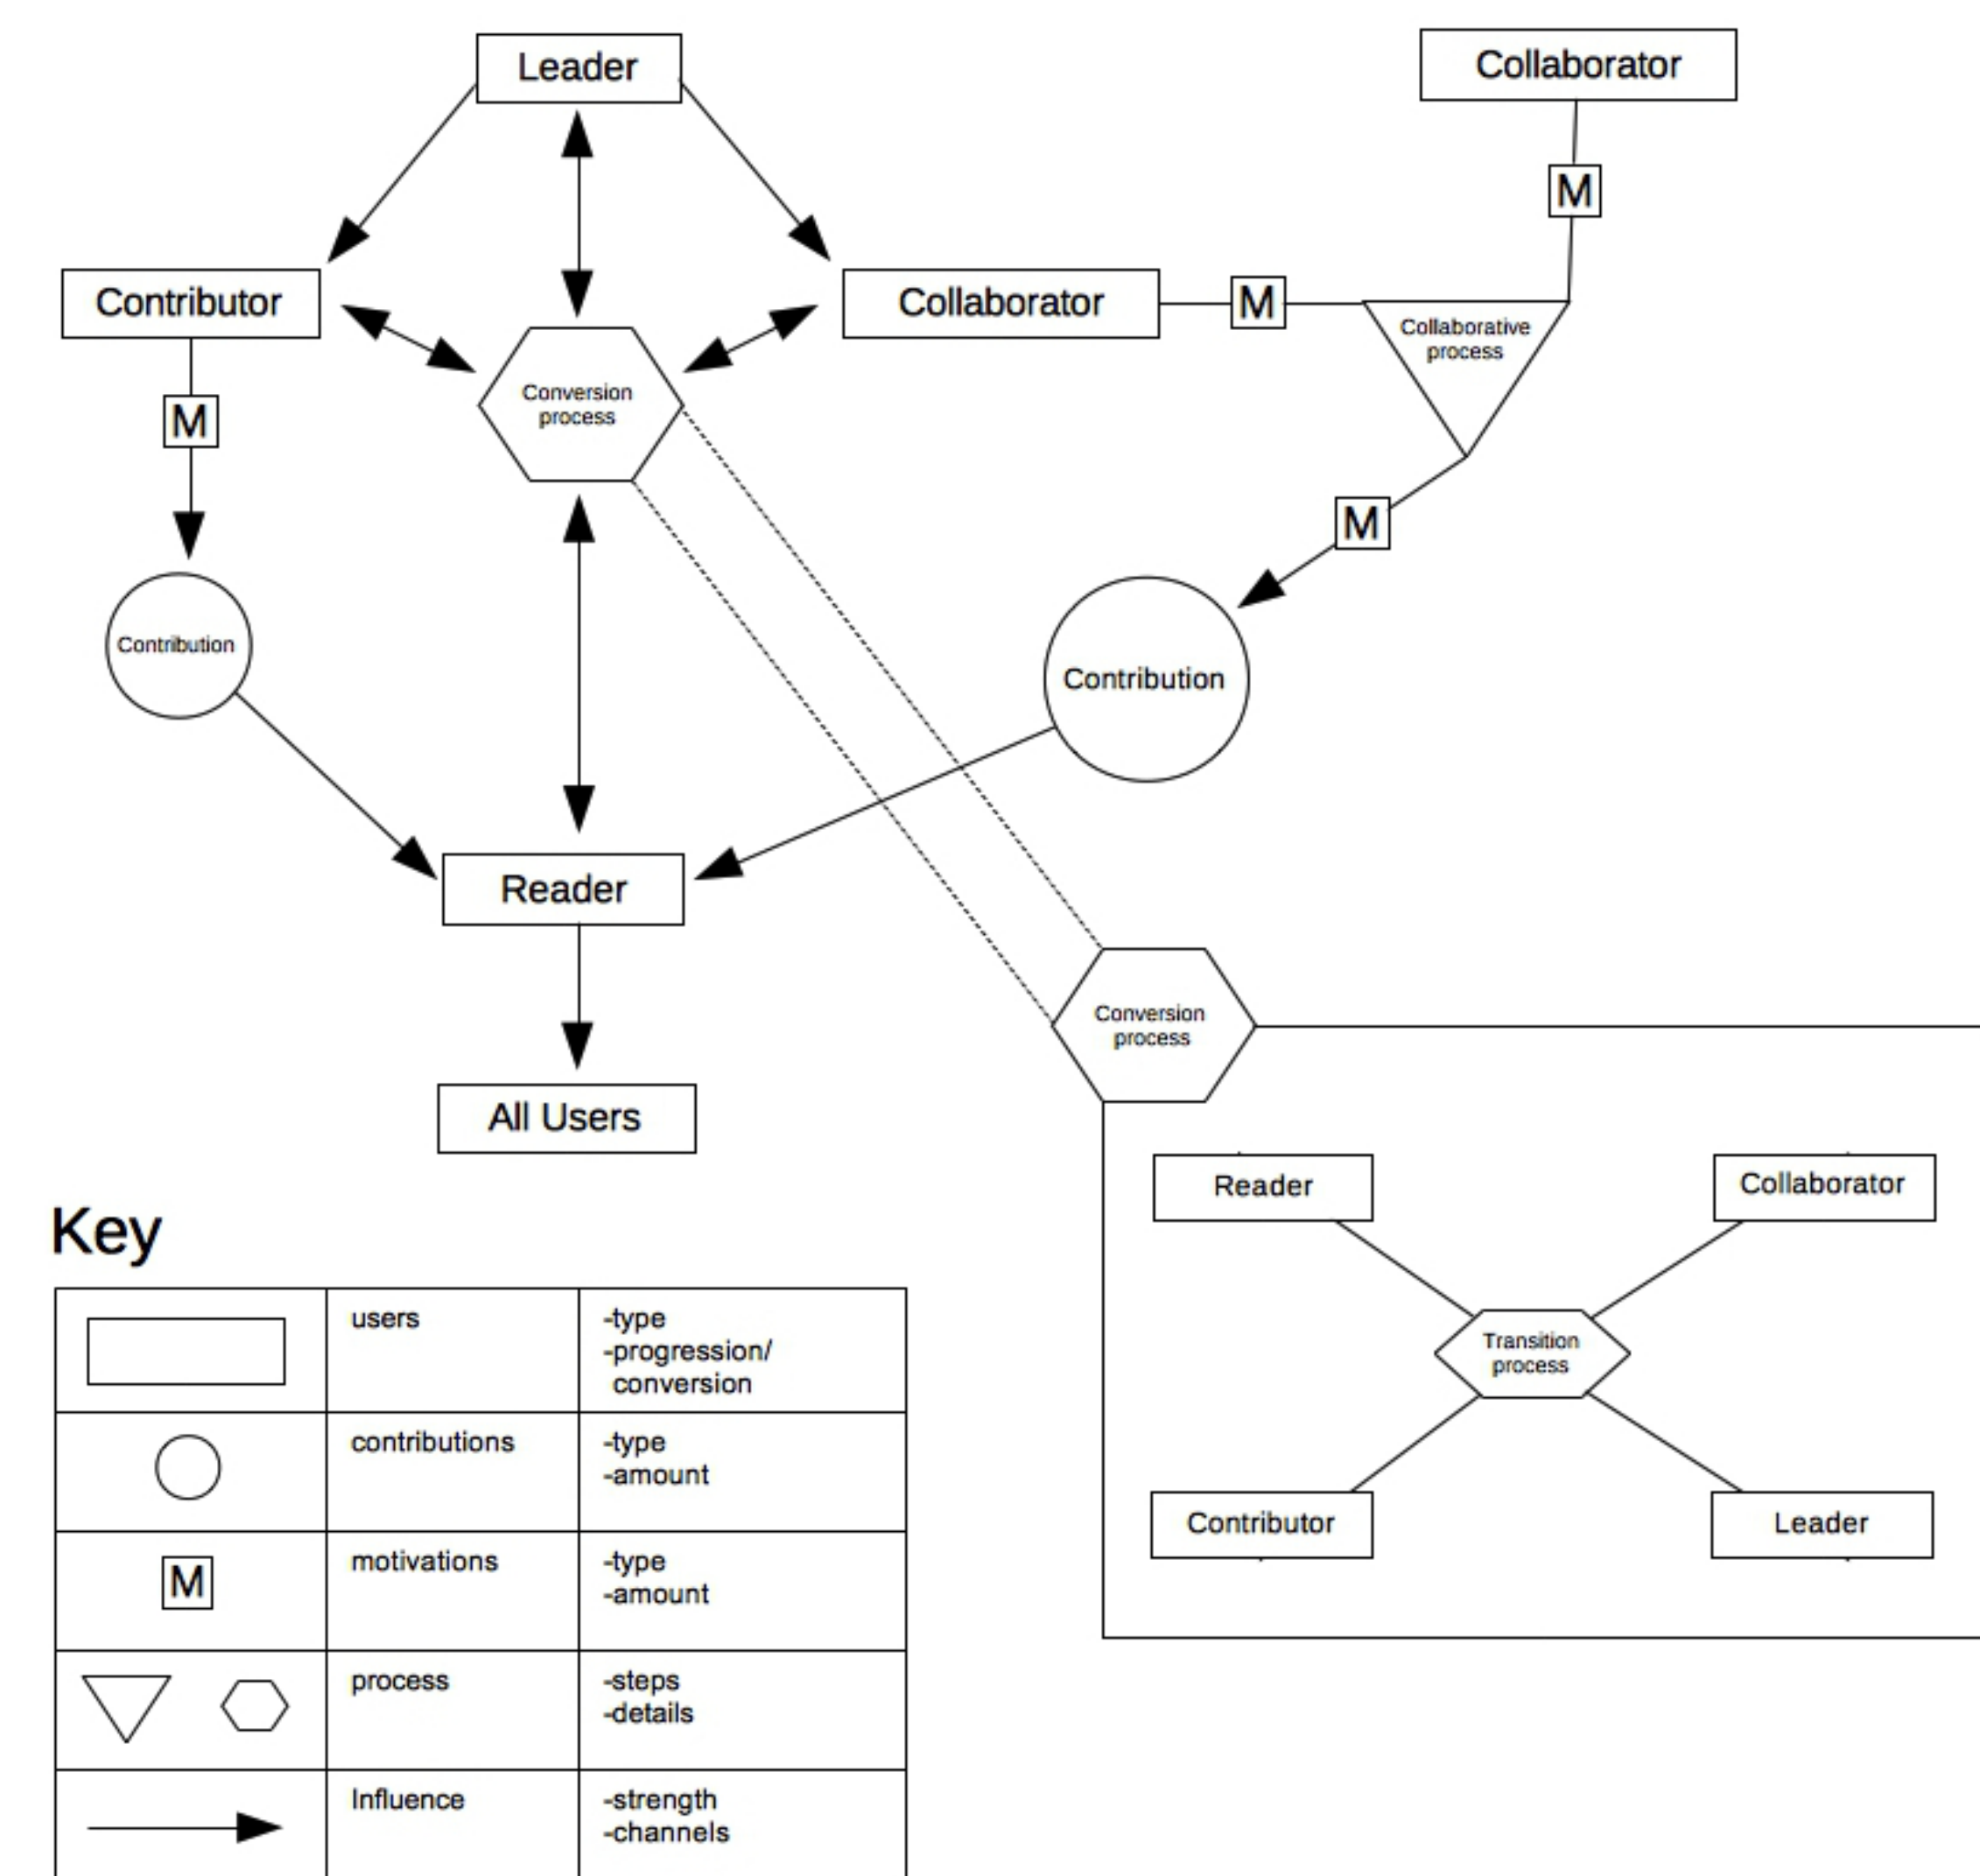 Leader
Collaborator
M
Contributor
Collaborator
M
Collaborative
process
Conversion
process
M
M
Contribution
Contribution
Reader
Conversion
process
All Users
Reader
Collaborator
Transition
process
Contributor
Leader
Key
users
-type
-progression/
conversion
contributions
-type
-amount
M
motivations
-type
-amount
process
-steps
-details
Influence
-strength
-channels